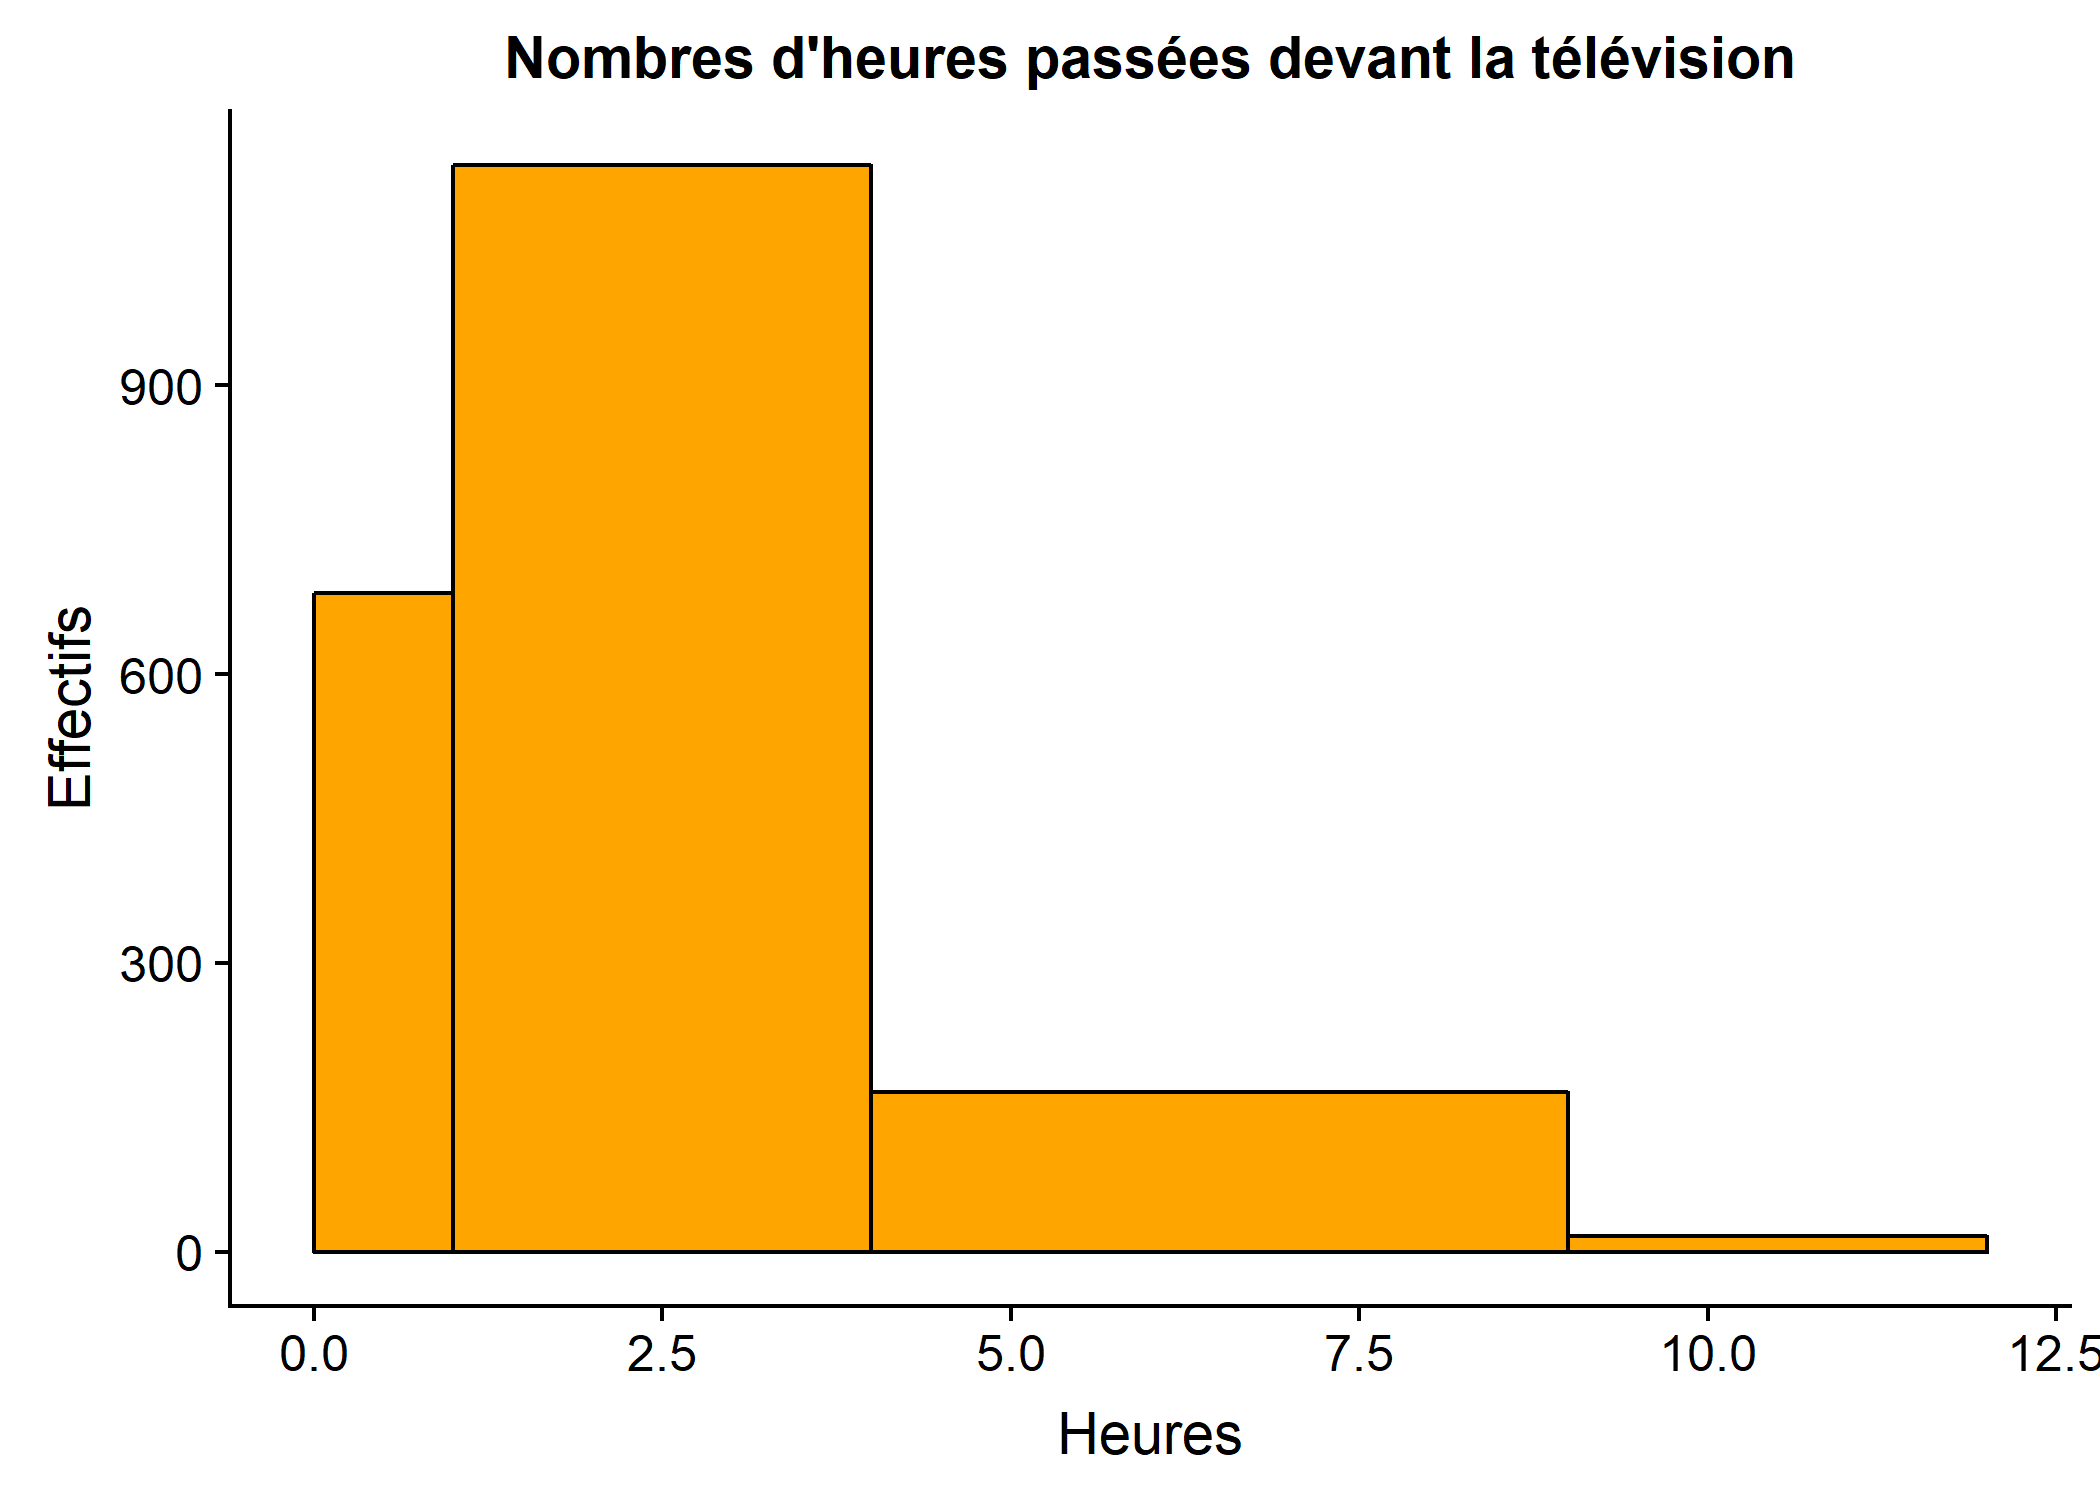 Nombres d'heures passées devant la télévision
Effectifs
900
600
300
0
0.0 2.5 5.0 7.5 10.0 12.5
Heures